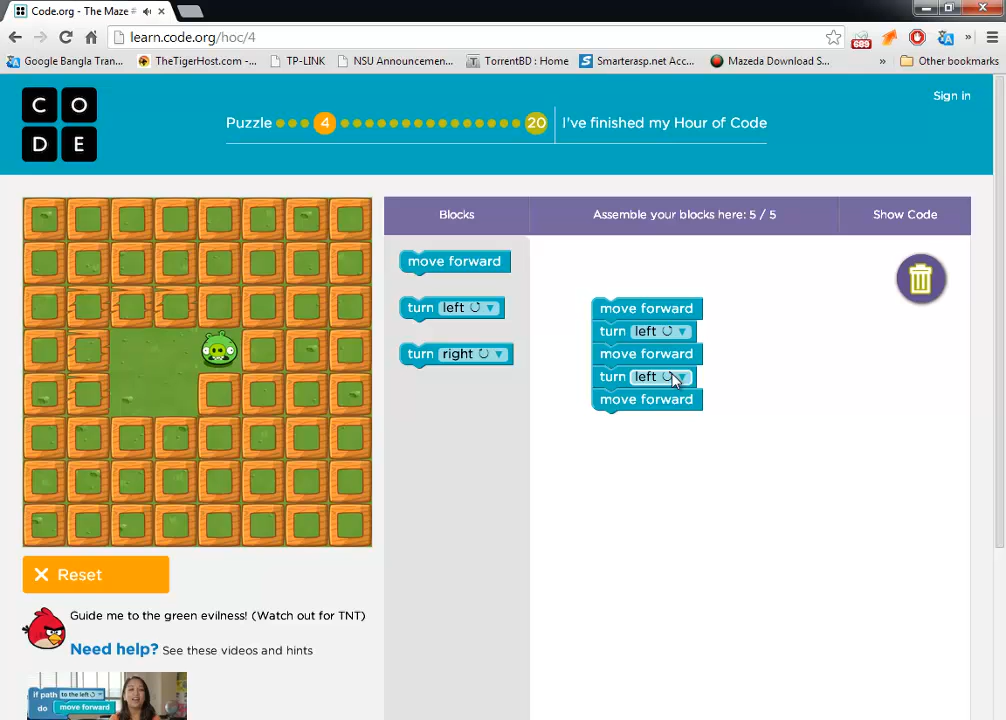 Code.org - The Maze #
learn.code.org/hoc/4
689
Google Bangla Tran... TheTigerHost.com -... TP-LINK NSU Announcemen... TorrentBD : Home Smarterasp.net Acc... Mazeda Download S... » Other bookmarks
C O
D E
Sign in
Puzzle 4 20 I've finished my Hour of Code
Blocks Assemble your blocks here: 5 / 5 Show Code
move forward
turn left
turn right
move forward
turn left
move forward
turn left
move forward
Reset
Guide me to the green evilness! (Watch out for TNT)
Need help? See these videos and hints
if path to the left
do move forward